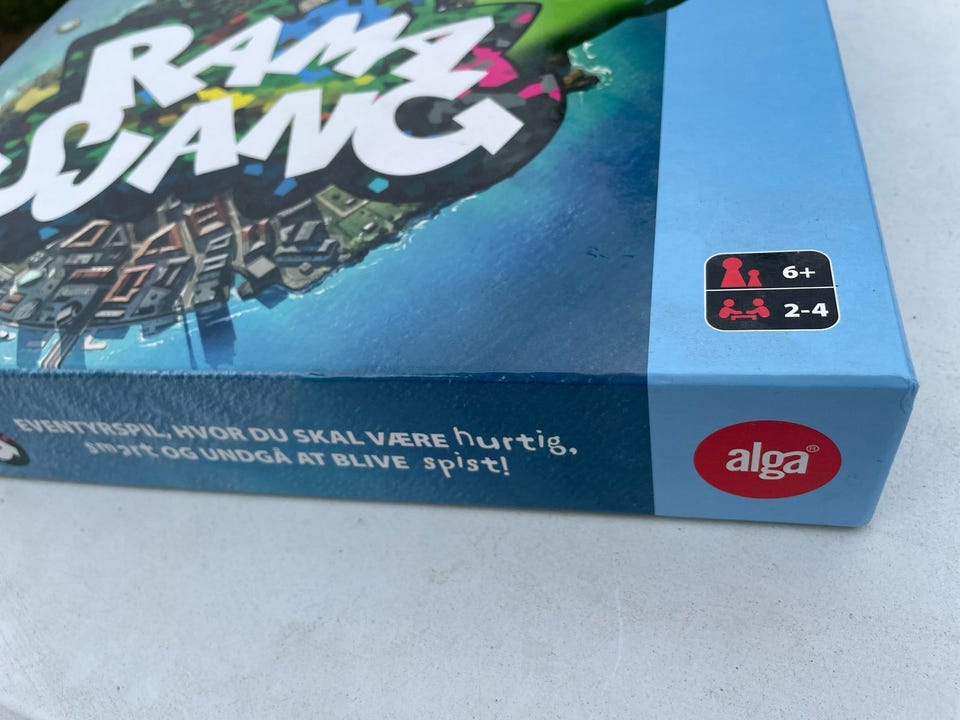 RAMA
SJANG
6+
2-4
EVENTYRSPIL, HVOR DU SKAL VÆRE hurtig,
smart OG UNDGÅ AT BLIVE spist!
alga®